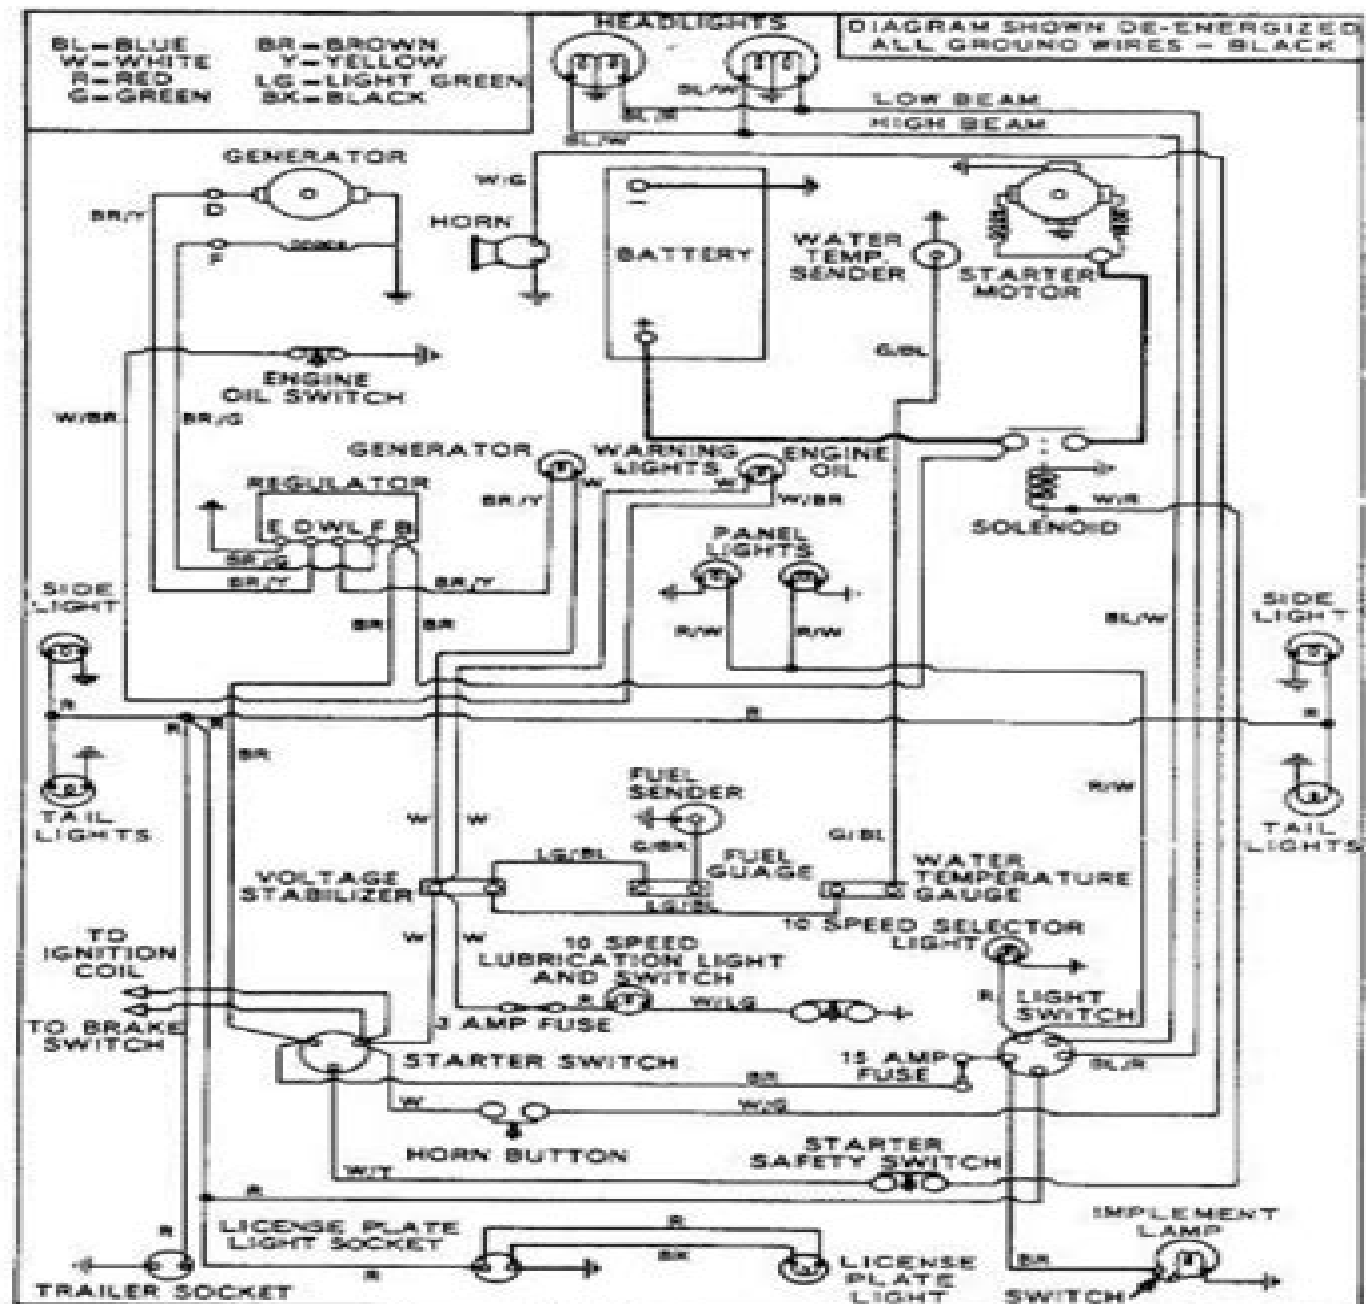 BL-BLUE
W-WHITE
R-RED
G-GREEN
BR-BROWN
Y-YELLOW
LG-LIGHT GREEN
BK-BLACK
HEADLIGHTS
DIAGRAM SHOWN DE-ENERGIZED
ALL GROUND WIRES - BLACK
BL/W
BL/R
BL/W
LOW BEAM
HIGH BEAM
GENERATOR
BR/Y
D
F
W/G
HORN
-
BATTERY
+
WATER
TEMP.
SENDER
STARTER
MOTOR
G/BL
ENGINE
OIL SWITCH
W/BR
BR/G
GENERATOR
WARNING
LIGHTS
ENGINE
OIL
W
W
BR/Y
W/BR
REGULATOR
E D WL F B
BR/G
BR/Y
BR/Y
BR
BR
W/R
SOLENOID
PANEL
LIGHTS
R/W
R/W
BL/W
SIDE
LIGHT
SIDE
LIGHT
R
R
R
R
R
BR
TAIL
LIGHTS
TAIL
LIGHTS
R/W
FUEL
SENDER
W
W
G/BK
G/BL
LG/BL
FUEL
GUAGE
WATER
TEMPERATURE
GAUGE
VOLTAGE
STABILIZER
LG/BL
10 SPEED SELECTOR
LIGHT
TO
IGNITION
COIL
W
W
10 SPEED
LUBRICATION LIGHT
AND SWITCH
R
W/LG
R
LIGHT
SWITCH
TO BRAKE
SWITCH
3 AMP FUSE
STARTER SWITCH
15 AMP
FUSE
BL/R
BR
W
W/G
HORN BUTTON
STARTER
SAFETY SWITCH
W/Y
R
R
LICENSE PLATE
LIGHT SOCKET
R
BK
IMPLEMENT
LAMP
R
TRAILER SOCKET
LICENSE
PLATE
LIGHT
BR
SWITCH